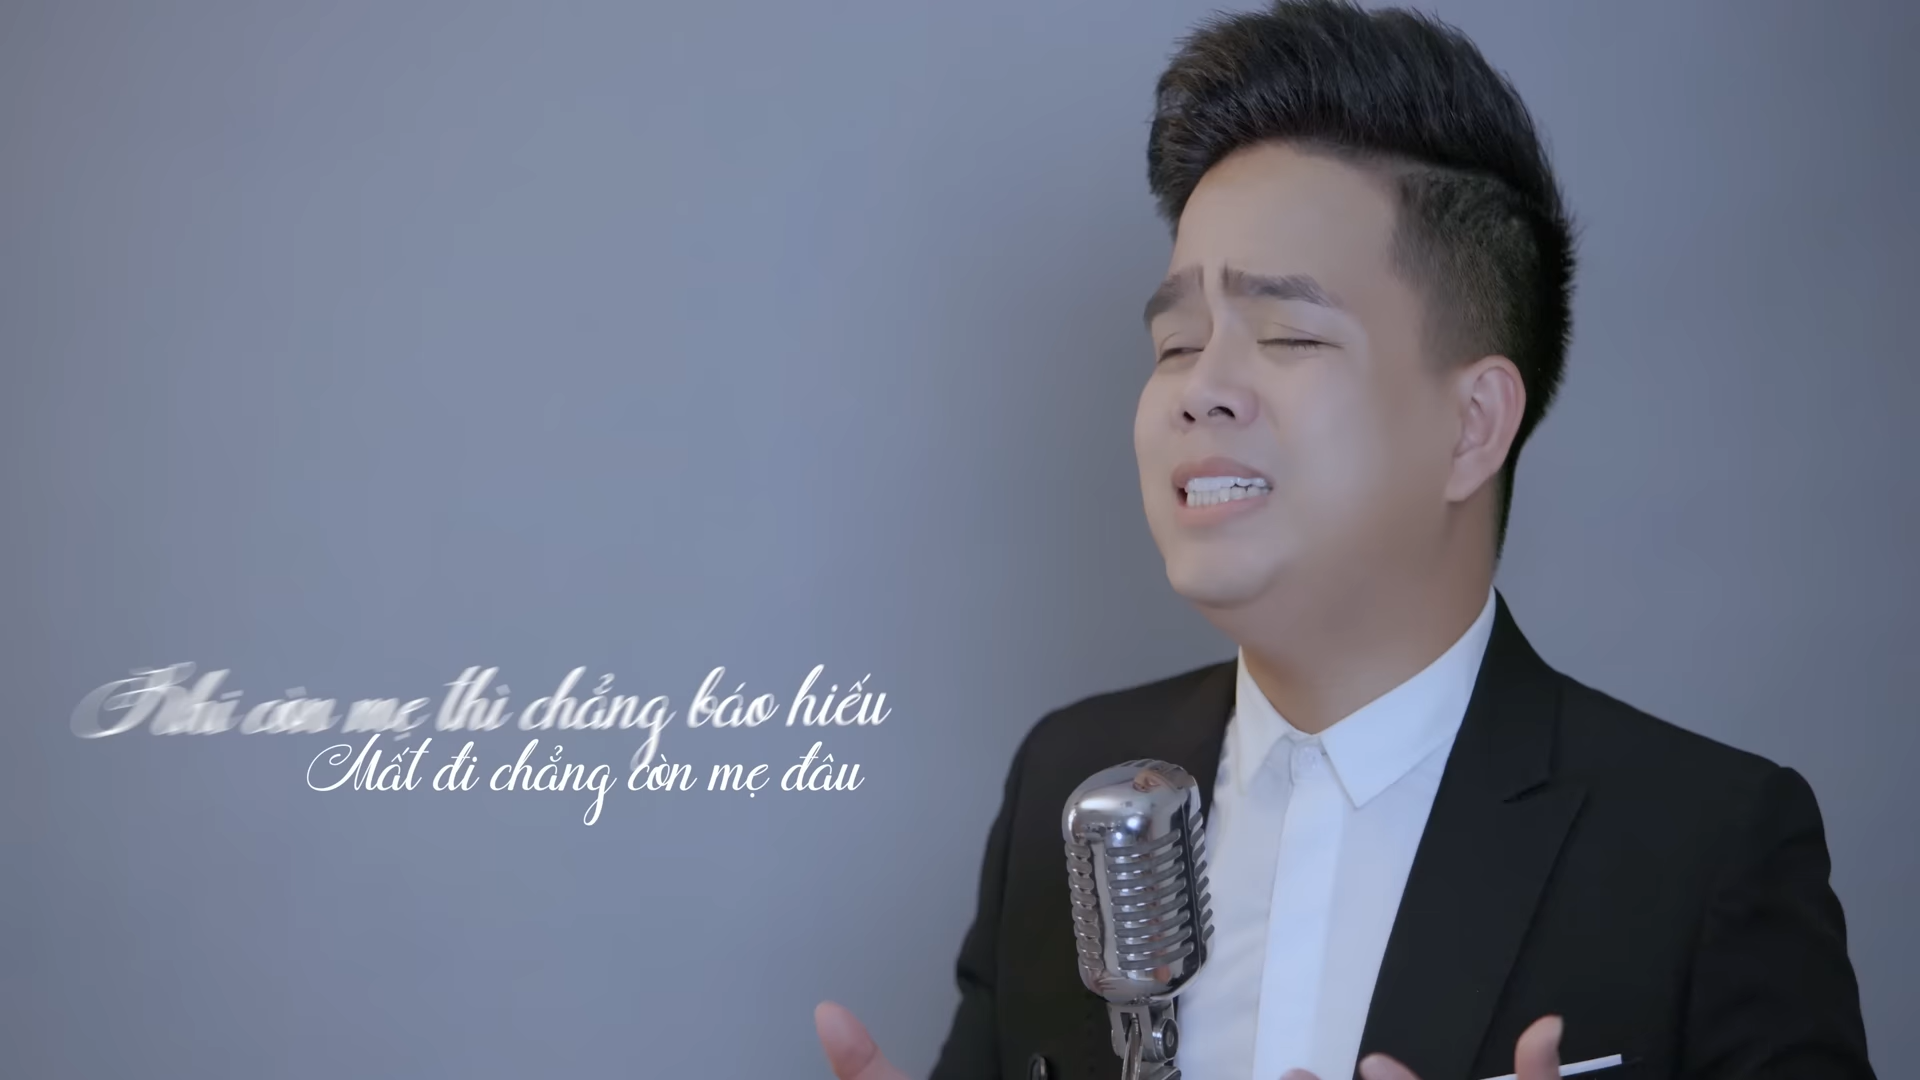 còn mẹ thì chẳng báo hiếu
Mất đi chẳng còn mẹ đâu